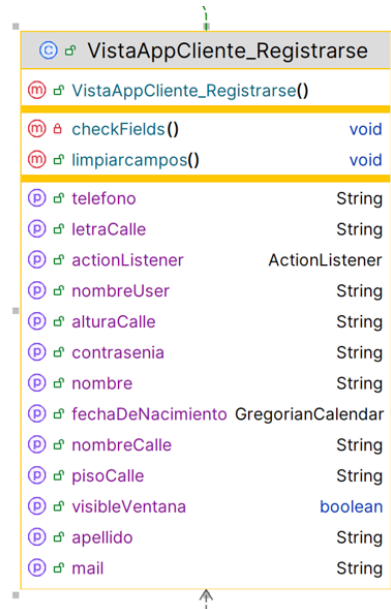 VistaAppCliente_Registrarse
VistaAppCliente_Registrarse()
checkFields() void
limpiarcampos() void
telefono String
letraCalle String
actionListener ActionListener
nombreUser String
alturaCalle String
contrasenia String
nombre String
fechaDeNacimiento GregorianCalendar
nombreCalle String
pisoCalle String
visibleVentana boolean
apellido String
mail String